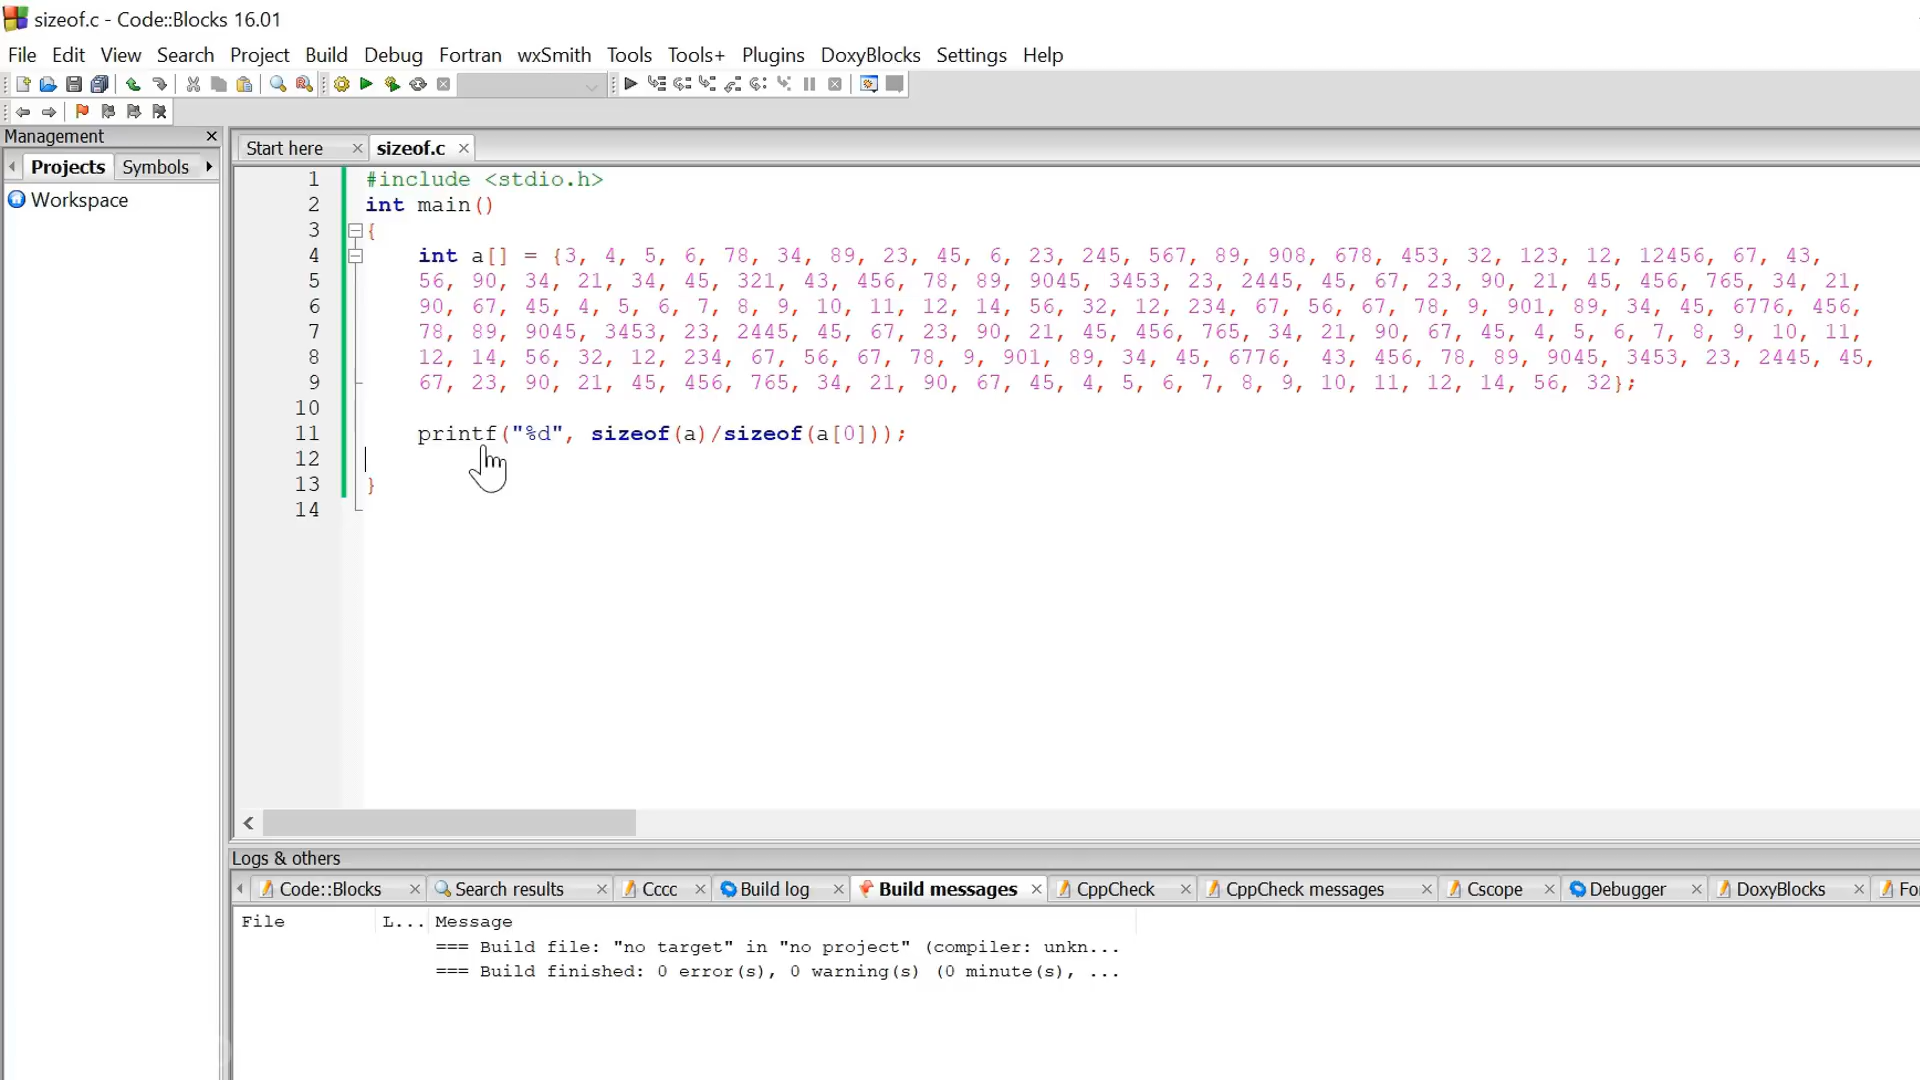 sizeof.c - Code::Blocks 16.01
File Edit View Search Project Build Debug Fortran wxSmith Tools Tools+ Plugins DoxyBlocks Settings Help
Management
Projects Symbols
Workspace
Start here sizeof.c
1 #include <stdio.h>
2 int main()
3 {
4 int a[] = {3, 4, 5, 6, 78, 34, 89, 23, 45, 6, 23, 245, 567, 89, 908, 678, 453, 32, 123, 12, 12456, 67, 43,
5 56, 90, 34, 21, 34, 45, 321, 43, 456, 78, 89, 9045, 3453, 23, 2445, 45, 67, 23, 90, 21, 45, 456, 765, 34, 21,
6 90, 67, 45, 4, 5, 6, 7, 8, 9, 10, 11, 12, 14, 56, 32, 12, 234, 67, 56, 67, 78, 9, 901, 89, 34, 45, 6776, 456,
7 78, 89, 9045, 3453, 23, 2445, 45, 67, 23, 90, 21, 45, 456, 765, 34, 21, 90, 67, 45, 4, 5, 6, 7, 8, 9, 10, 11,
8 12, 14, 56, 32, 12, 234, 67, 56, 67, 78, 9, 901, 89, 34, 45, 6776, 43, 456, 78, 89, 9045, 3453, 23, 2445, 45,
9 67, 23, 90, 21, 45, 456, 765, 34, 21, 90, 67, 45, 4, 5, 6, 7, 8, 9, 10, 11, 12, 14, 56, 32};
10
11 printf("%d", sizeof(a)/sizeof(a[0]));
12
13 }
14
Logs & others
Code::Blocks Search results Cccc Build log Build messages CppCheck CppCheck messages Cscope Debugger DoxyBlocks Fo
File L... Message
=== Build file: "no target" in "no project" (compiler: unkn...
=== Build finished: 0 error(s), 0 warning(s) (0 minute(s), ...